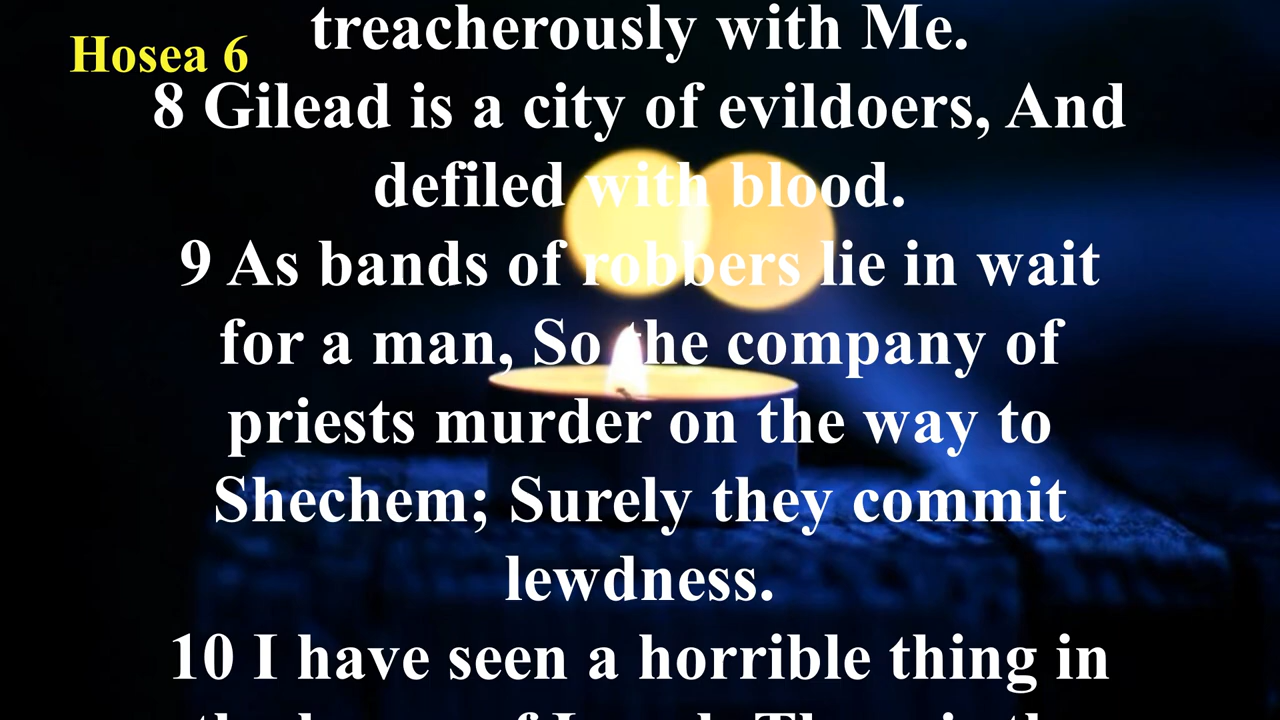 treacherously with Me.
Hosea 6
8 Gilead is a city of evildoers, And
defiled with blood.
9 As bands of robbers lie in wait
for a man, So the company of
priests murder on the way to
Shechem; Surely they commit
lewdness.
10 I have seen a horrible thing in